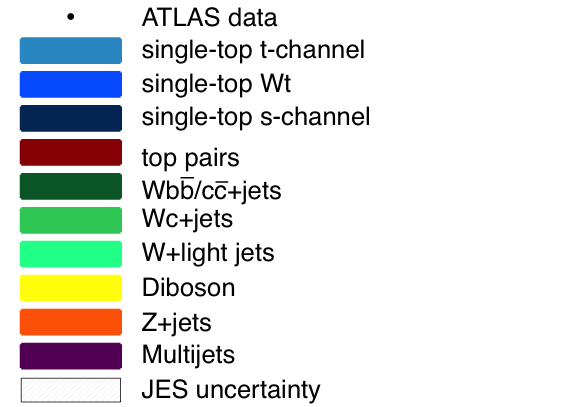 ATLAS data
single-top t-channel
single-top Wt
single-top s-channel
top pairs
Wbb̅/cc̅+jets
Wc+jets
W+light jets
Diboson
Z+jets
Multijets
JES uncertainty